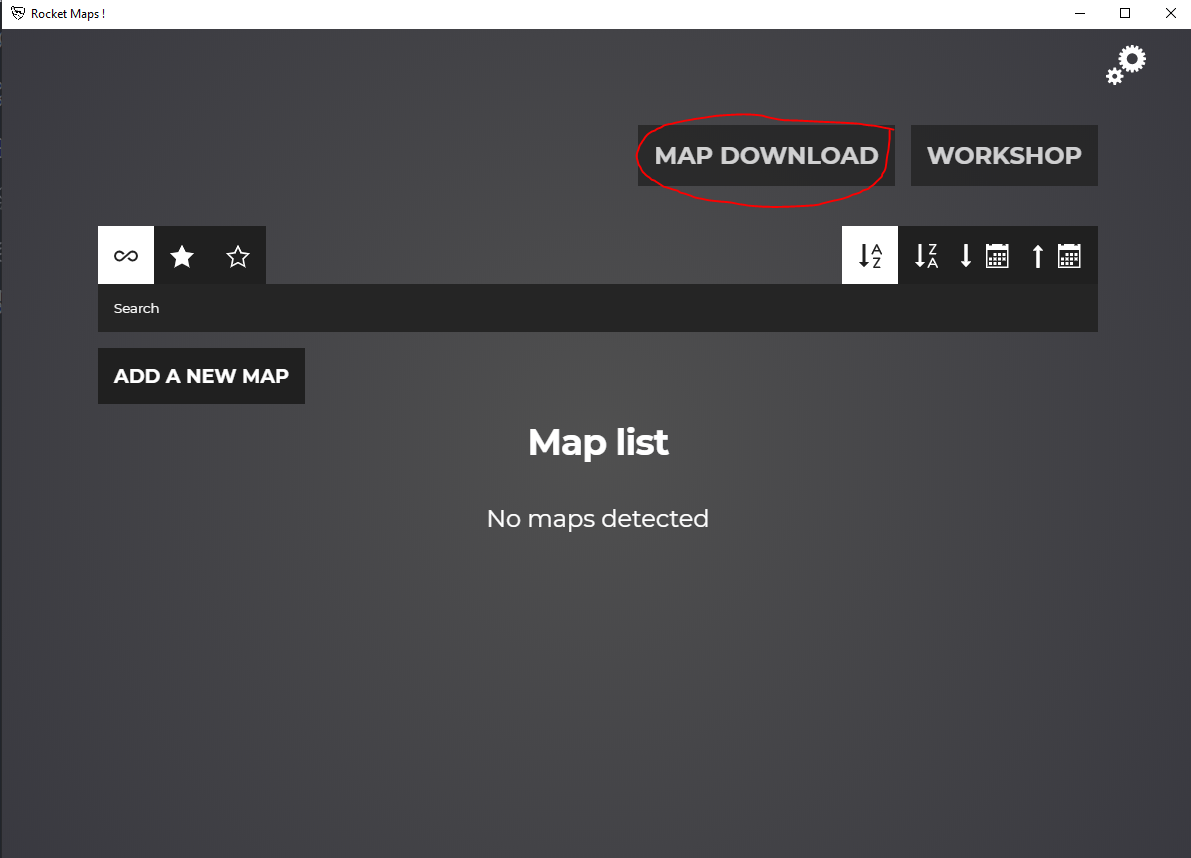 Rocket Maps !
MAP DOWNLOAD
WORKSHOP
A
Z
Z
A
Search
ADD A NEW MAP
Map list
No maps detected